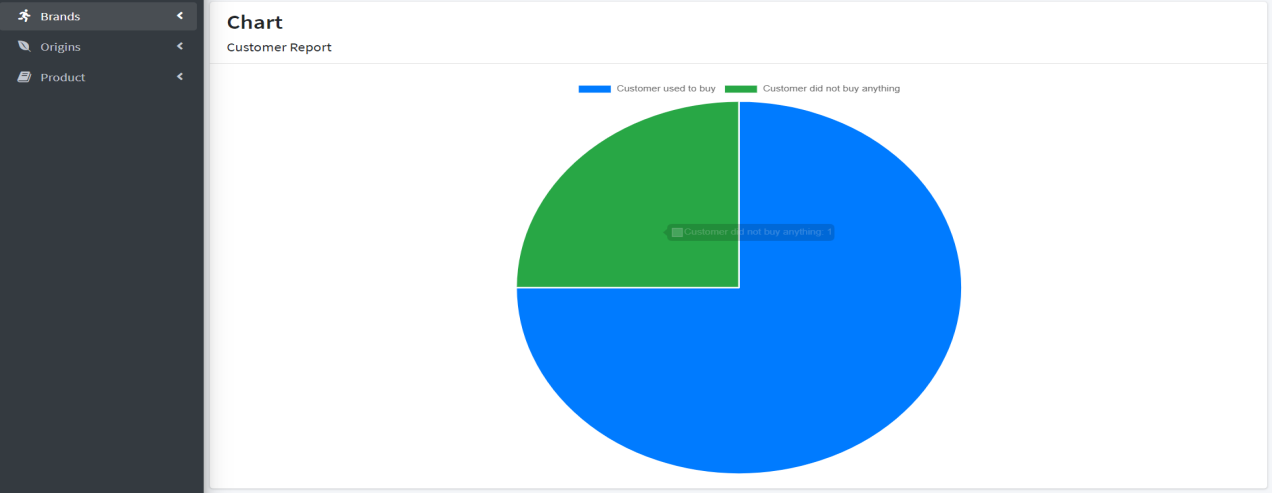 Brands
Origins
Product
Chart
Customer Report
Customer used to buy Customer did not buy anything
Customer did not buy anything: 1